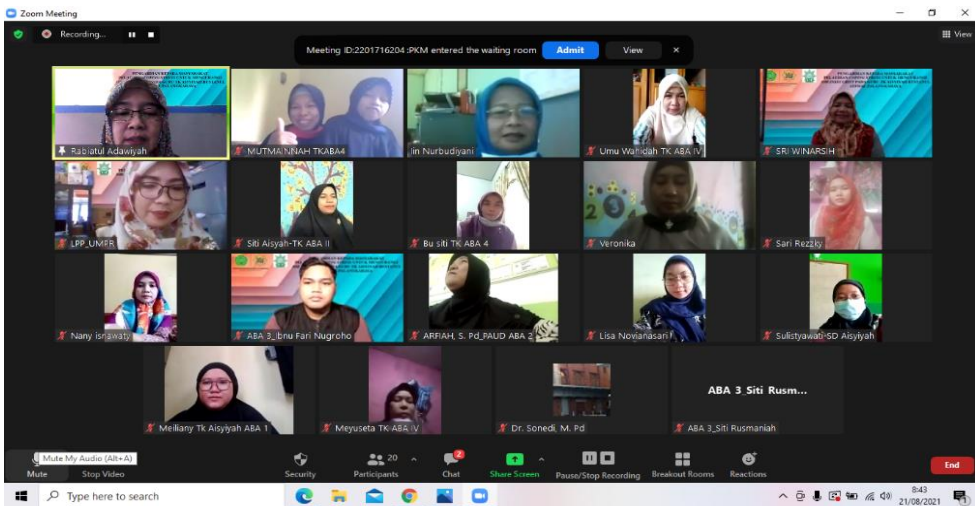 Zoom Meeting
Recording...
View
Meeting ID:2201716204 :PKM entered the waiting room
Admit
View
Rabiatul Adawiyah
MUTMAINNAH TKABA4
Iin Nurbudiyani
Umu Wahidah TK ABA IV
SRI WINARSIH
LPP_UMPR
Siti Aisyah-TK ABA II
Bu siti TK ABA 4
Veronika
Sari Rezzky
Nany isnawaty
ABA 3_Ibnu Fari Nugroho
ARFIAH, S. Pd_PAUD ABA 2
Lisa Novianasari
Sulistyawati-SD Aisyiyah
Meiliany Tk Aisyiyah ABA 1
Meyuseta TK ABA IV
Dr. Sonedi, M. Pd
ABA 3_Siti Rusm...
ABA 3_Siti Rusmaniah
Mute My Audio (Alt+A)
Mute
Stop Video
Security
20
Participants
2
Chat
Share Screen
Pause/Stop Recording
Breakout Rooms
Reactions
End
Type here to search
8:43
21/08/2021